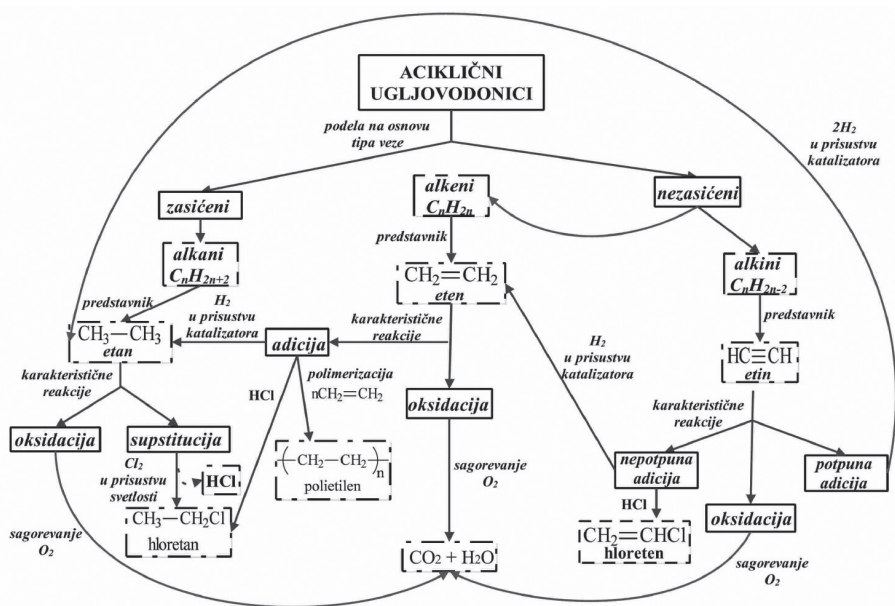 ACIKLIČNI
UGLJOVODONICI
podela na osnovu
tipa veze
2H₂
u prisustvu
katalizatora
zasićeni
alkeni
CₙH₂ₙ
nezasićeni
alkani
CₙH₂ₙ₊₂
predstavnik
CH₂=CH₂
eten
alkini
CₙH₂ₙ₋₂
predstavnik
H₂
u prisustvu
katalizatora
predstavnik
CH₃—CH₃
etan
adicija
karakteristične
reakcije
H₂
u prisustvu
katalizatora
HC≡CH
etin
karakteristične
reakcije
HCl
polimerizacija
nCH₂=CH₂
oksidacija
karakteristične
reakcije
oksidacija
supstitucija
Cl₂
u prisustvu
svetlosti
HCl
(CH₂—CH₂)n
polietilen
sagorevanje
O₂
nepotpuna
adicija
potpuna
adicija
HCl
oksidacija
CH₃—CH₂Cl
hloretan
sagorevanje
O₂
CO₂ + H₂O
CH₂=CHCl
hloreten
sagorevanje
O₂